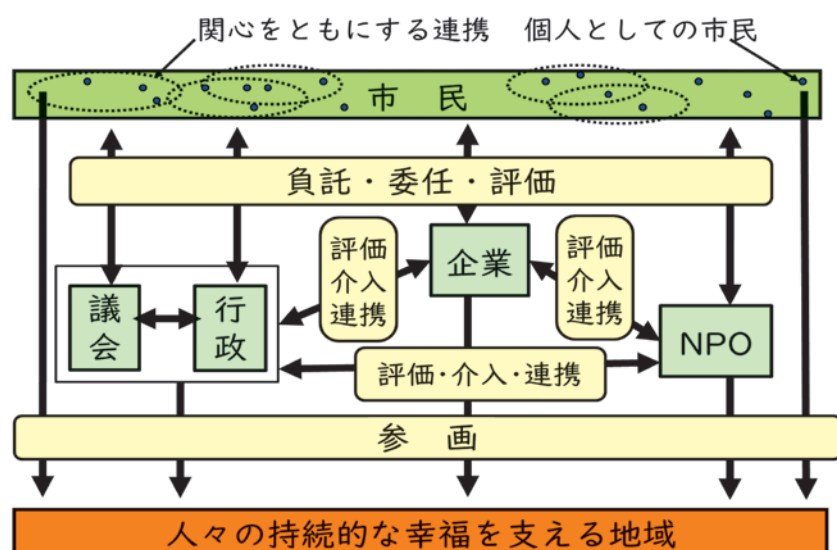 関心をともにする連携　個人としての市民
市　民
負託・委任・評価
評価
介入
連携
企業
評価
介入
連携
議
会
行
政
NPO
評価・介入・連携
参　画
人々の持続的な幸福を支える地域